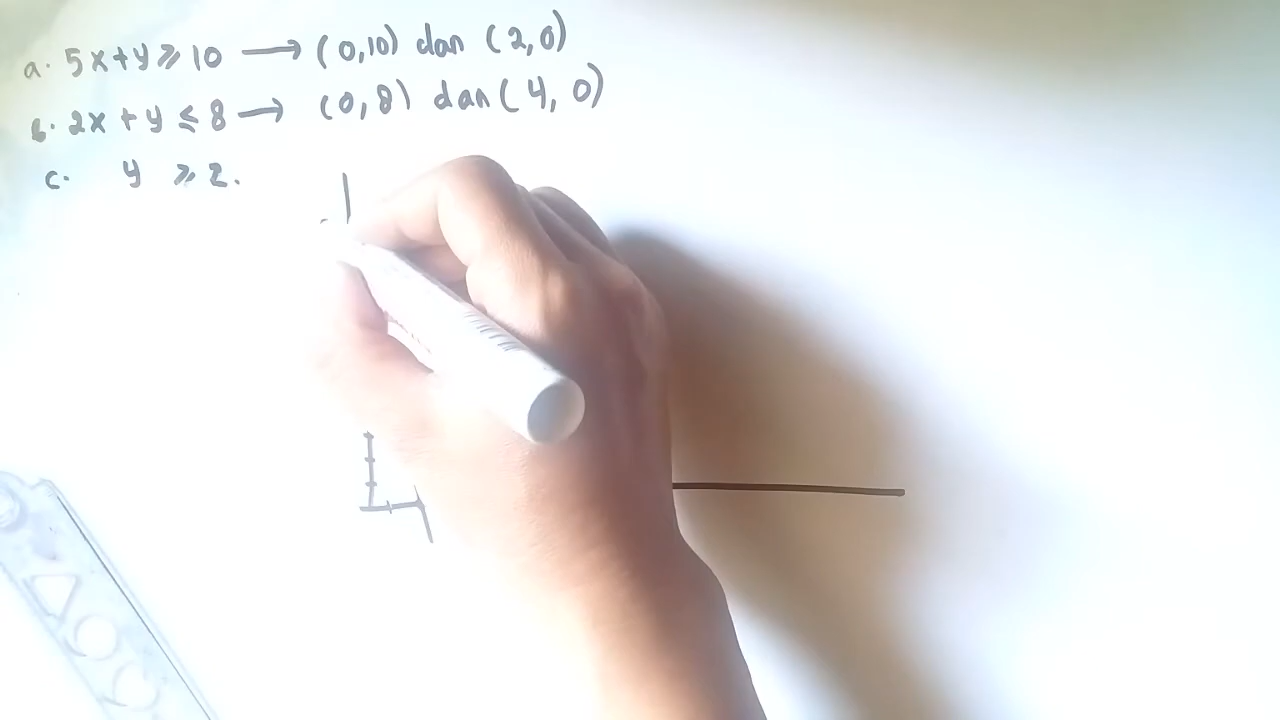 a. 5x+y ≥ 10 → (0,10) dan (2,0)
b. 2x + y ≤ 8 → (0,8) dan (4,0)
c. y ≥ 2.